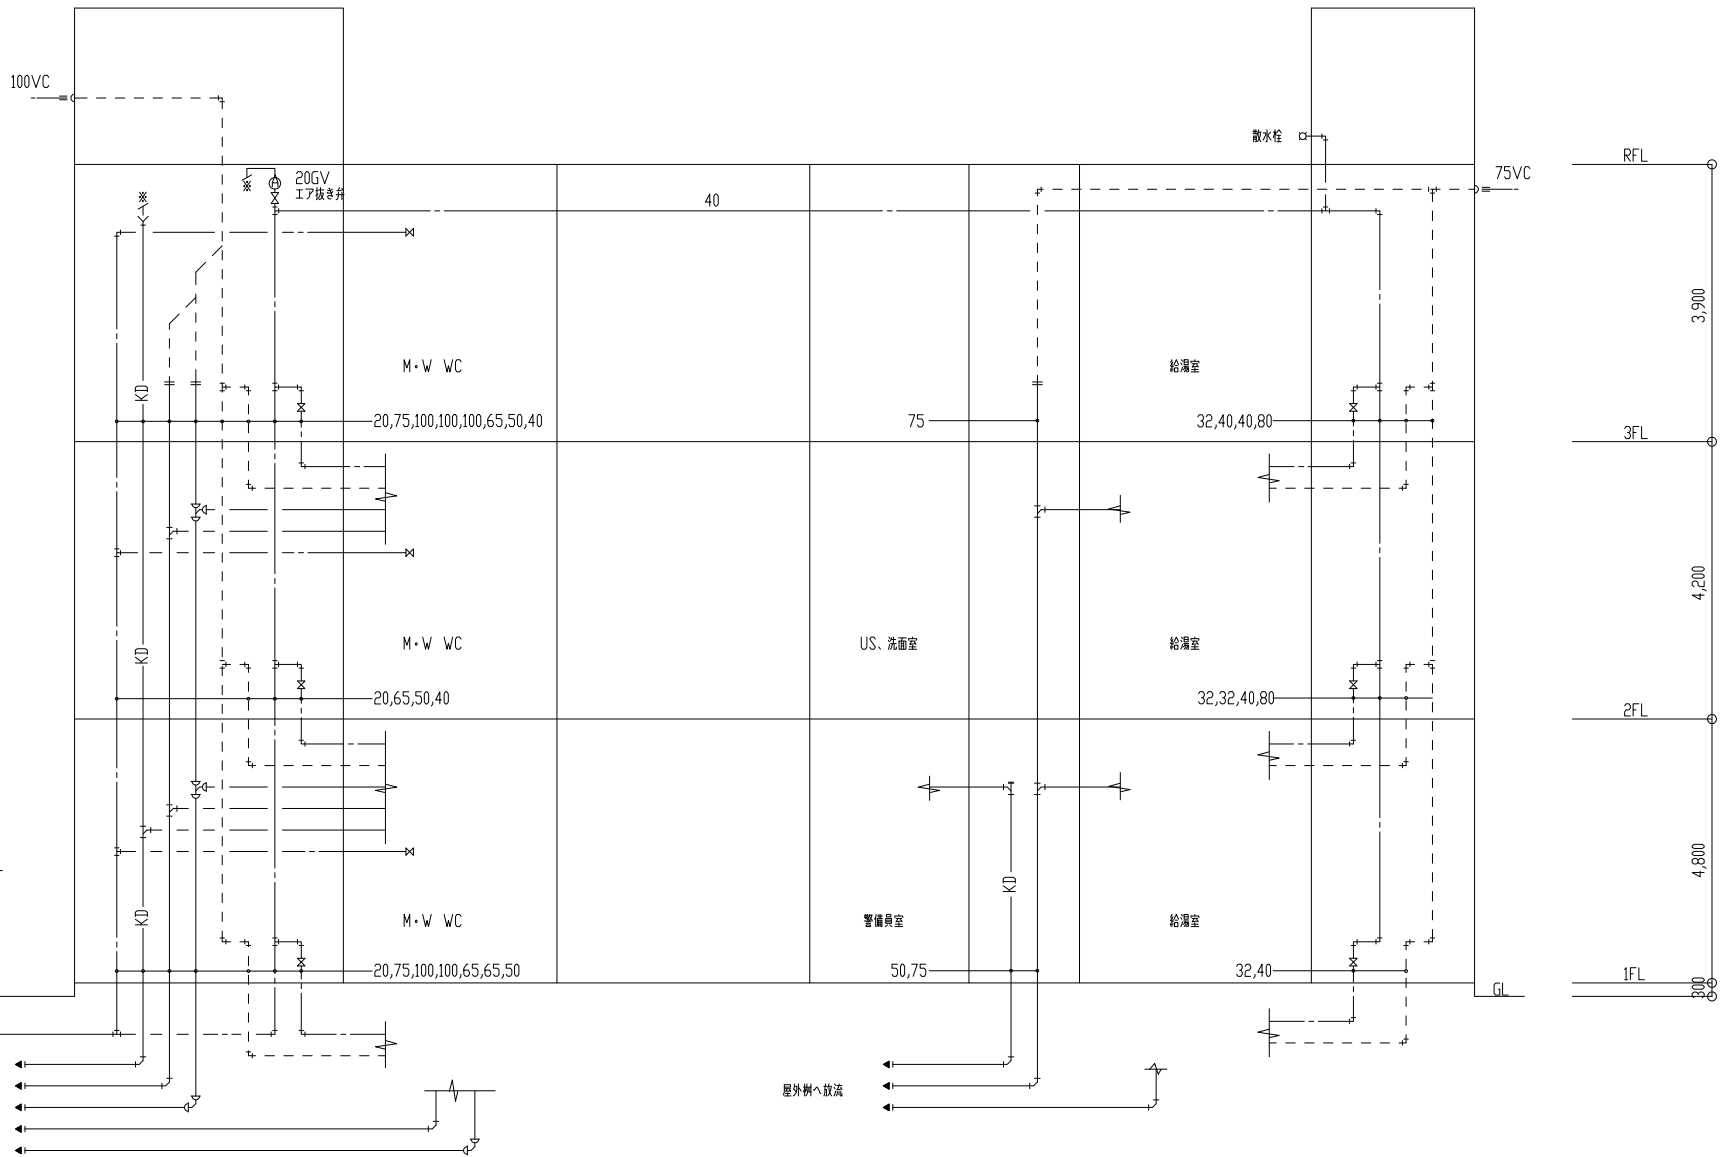 100VC
散水栓
RFL
75VC
20GV
エア抜き弁
40
3,900
M・W WC
給湯室
KD
20,75,100,100,100,65,50,40
75
32,40,40,80
3FL
4,200
M・W WC
US、洗面室
給湯室
KD
20,65,50,40
32,32,40,80
2FL
4,800
KD
KD
M・W WC
警備員室
給湯室
20,75,100,100,65,65,50
50,75
32,40
1FL
300
GL
屋外桝へ放流